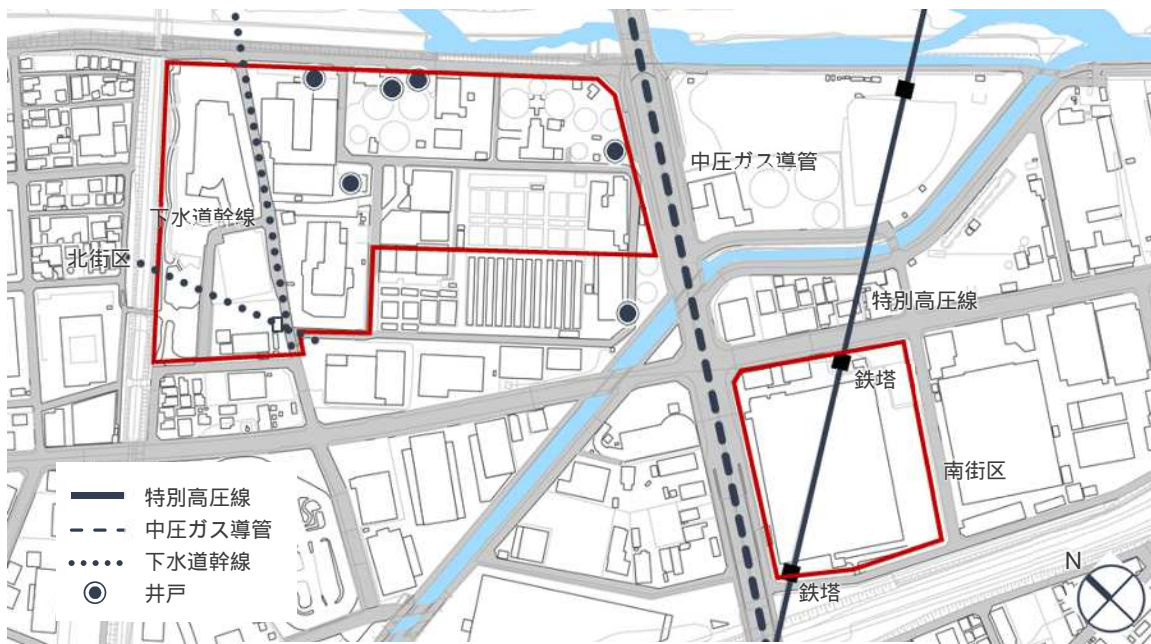 中圧ガス導管
下水道幹線
北街区
特別高圧線
鉄塔
南街区
特別高圧線
中圧ガス導管
下水道幹線
井戸
N
鉄塔